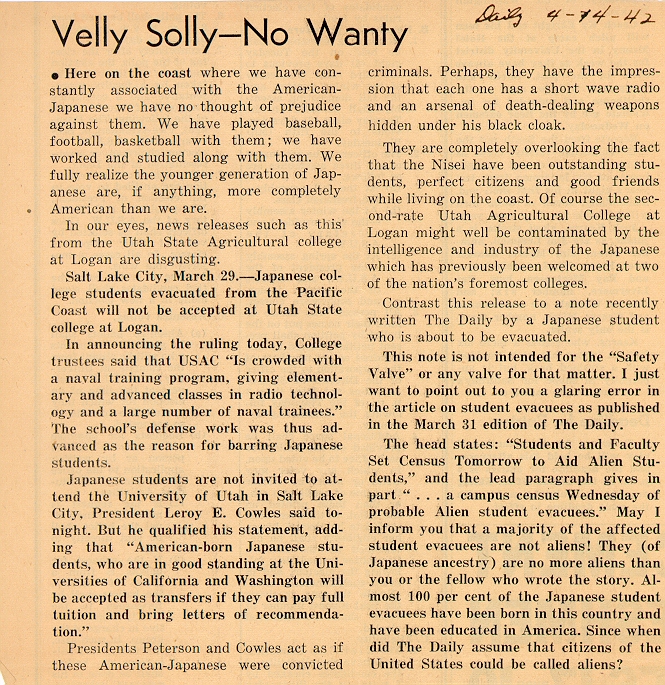 Daily 4-14-42
Velly Solly—No Wanty
• Here on the coast where we have con-
stantly associated with the American-
Japanese we have no thought of prejudice
against them. We have played baseball,
football, basketball with them; we have
worked and studied along with them. We
fully realize the younger generation of Jap-
anese are, if anything, more completely
American than we are.
In our eyes, news releases such as this
from the Utah State Agricultural college
at Logan are disgusting.
Salt Lake City, March 29.—Japanese col-
lege students evacuated from the Pacific
Coast will not be accepted at Utah State
college at Logan.
In announcing the ruling today, College
trustees said that USAC "Is crowded with
a naval training program, giving element-
ary and advanced classes in radio technol-
ogy and a large number of naval trainees."
The school's defense work was thus ad-
vanced as the reason for barring Japanese
students.
Japanese students are not invited to at-
tend the University of Utah in Salt Lake
City, President Leroy E. Cowles said to-
night. But he qualified his statement, add-
ing that "American-born Japanese stu-
dents, who are in good standing at the Uni-
versities of California and Washington will
be accepted as transfers if they can pay full
tuition and bring letters of recommenda-
tion."
Presidents Peterson and Cowles act as if
these American-Japanese were convicted
criminals. Perhaps, they have the impres-
sion that each one has a short wave radio
and an arsenal of death-dealing weapons
hidden under his black cloak.
They are completely overlooking the fact
that the Nisei have been outstanding stu-
dents, perfect citizens and good friends
while living on the coast. Of course the sec-
ond-rate Utah Agricultural College at
Logan might well be contaminated by the
intelligence and industry of the Japanese
which has previously been welcomed at two
of the nation's foremost colleges.
Contrast this release to a note recently
written The Daily by a Japanese student
who is about to be evacuated.
This note is not intended for the "Safety
Valve" or any valve for that matter. I just
want to point out to you a glaring error in
the article on student evacuees as published
in the March 31 edition of The Daily.
The head states: "Students and Faculty
Set Census Tomorrow to Aid Alien Stu-
dents," and the lead paragraph gives in
part " . . . a campus census Wednesday of
probable Alien student evacuees." May I
inform you that a majority of the affected
student evacuees are not aliens! They (of
Japanese ancestry) are no more aliens than
you or the fellow who wrote the story. Al-
most 100 per cent of the Japanese student
evacuees have been born in this country and
have been educated in America. Since when
did The Daily assume that citizens of the
United States could be called aliens?